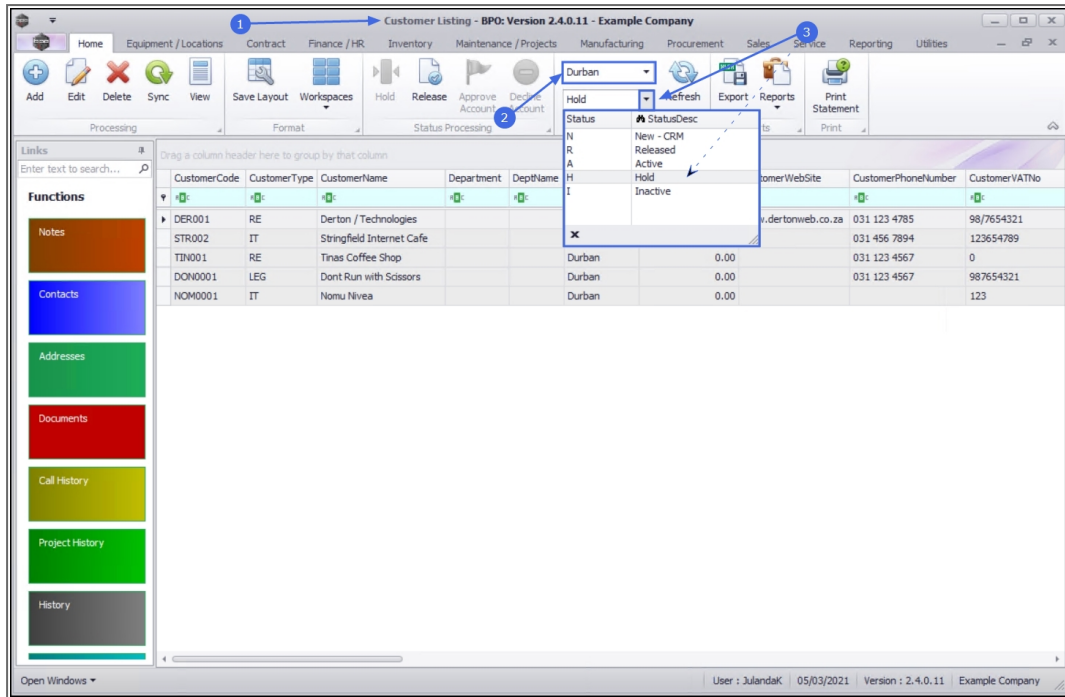 1
Customer Listing - BPO: Version 2.4.0.11 - Example Company
3
Home Equipment / Locations Contract Finance / HR Inventory Maintenance / Projects Manufacturing Procurement Sales Service Reporting Utilities
Durban
Add Edit Delete Sync View Save Layout Workspaces Hold Release Approve Account Decline Account Hold Refresh Export Reports Print Statement
2
Processing Format Status Processing Print
Status StatusDesc
N New - CRM
R Released
A Active
H Hold
I Inactive
Links
Enter text to search...
Functions
Notes
Contacts
Addresses
Documents
Call History
Project History
History
Drag a column header here to group by that column
CustomerCode CustomerType CustomerName Department DeptName CustomerPhoneNumber CustomerVATNo
DER001 RE Derton / Technologies 031 123 4785 98/7654321
STR002 IT Stringfield Internet Cafe 031 456 7894 123654789
TIN001 RE Tinas Coffee Shop Durban 0.00 031 123 4567 0
DON0001 LEG Dont Run with Scissors Durban 0.00 031 123 4567 987654321
NOM0001 IT Nomu Nivea Durban 0.00 123
Open Windows User : JulandaK 05/03/2021 Version : 2.4.0.11 Example Company